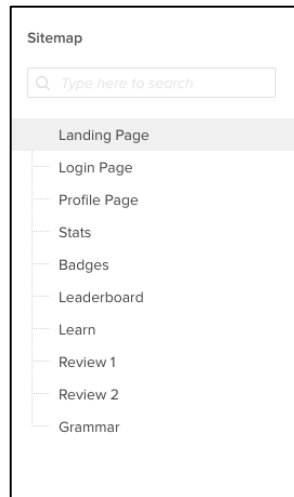 Sitemap
Type here to search
Landing Page
Login Page
Profile Page
Stats
Badges
Leaderboard
Learn
Review 1
Review 2
Grammar